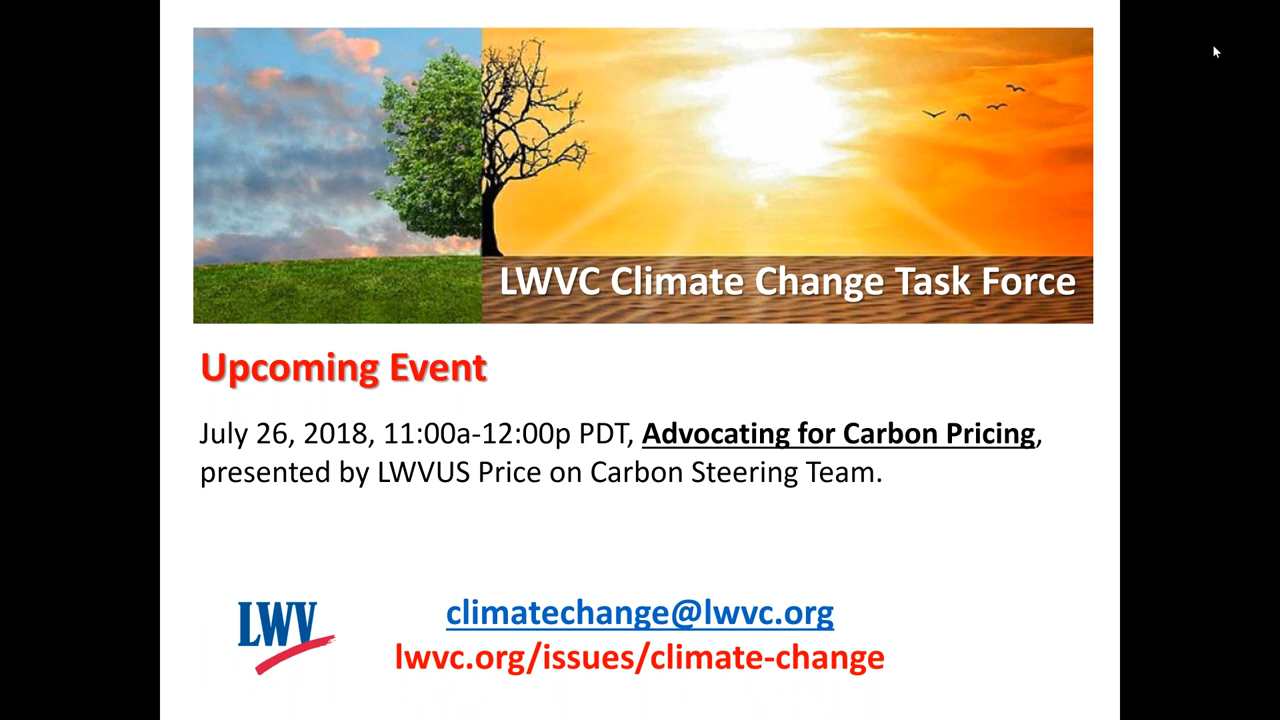 LWVC Climate Change Task Force
Upcoming Event
July 26, 2018, 11:00a-12:00p PDT, Advocating for Carbon Pricing,
presented by LWVUS Price on Carbon Steering Team.
LWV
climatechange@lwvc.org
lwvc.org/issues/climate-change